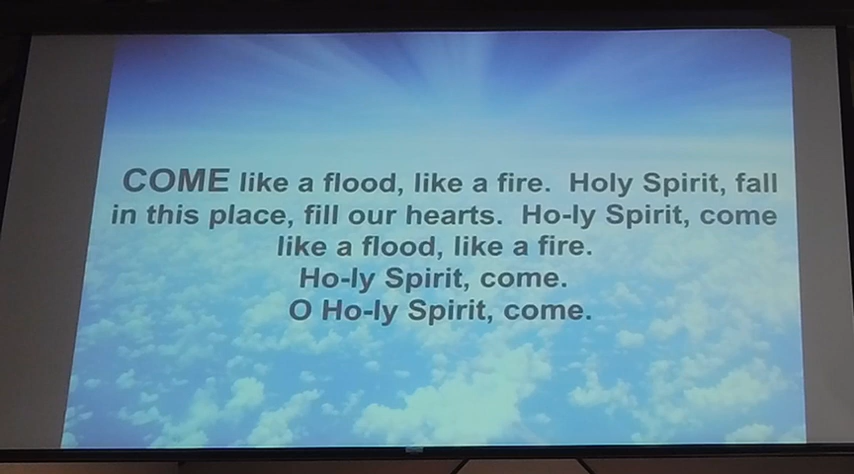 COME like a flood, like a fire.  Holy Spirit, fall
in this place, fill our hearts.  Ho-ly Spirit, come
like a flood, like a fire.
Ho-ly Spirit, come.
O Ho-ly Spirit, come.